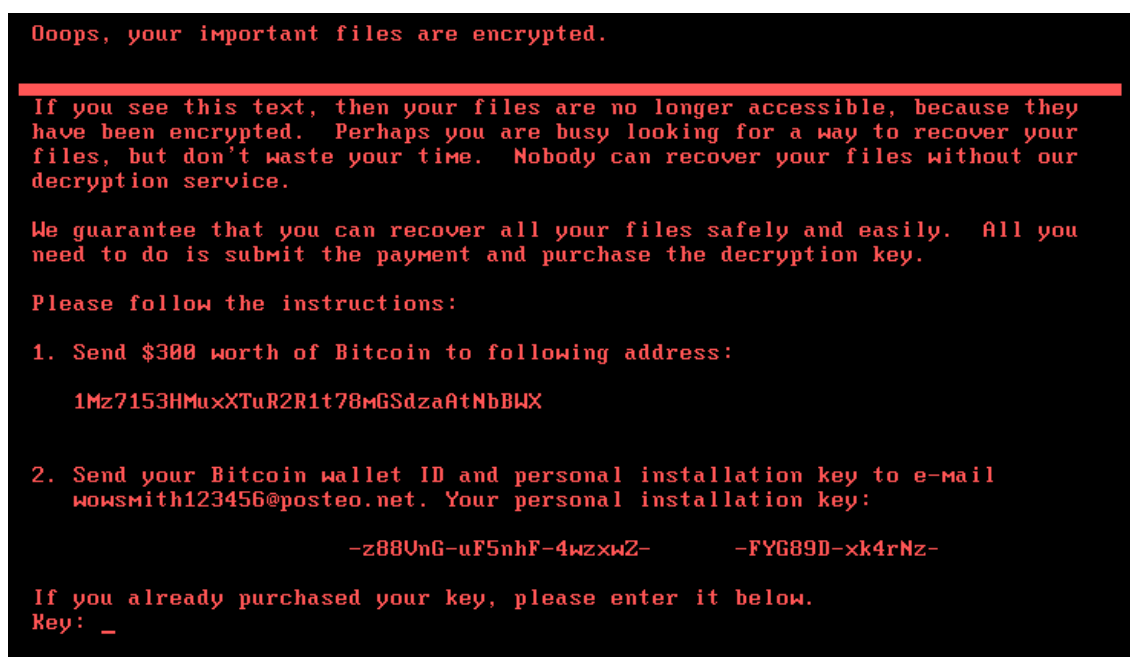 Ooops, your important files are encrypted.
If you see this text, then your files are no longer accessible, because they
have been encrypted.  Perhaps you are busy looking for a way to recover your
files, but don't waste your time.  Nobody can recover your files without our
decryption service.
We guarantee that you can recover all your files safely and easily.  All you
need to do is submit the payment and purchase the decryption key.
Please follow the instructions:
1. Send $300 worth of Bitcoin to following address:
1Mz7153HMuxXTuR2R1t78mGSdzaAtNbBWX
2. Send your Bitcoin wallet ID and personal installation key to e-mail
wowsmith123456@posteo.net. Your personal installation key:
-z88VnG-uF5nhF-4wzxwZ-      -FYG89D-xk4rNz-
If you already purchased your key, please enter it below.
Key: _